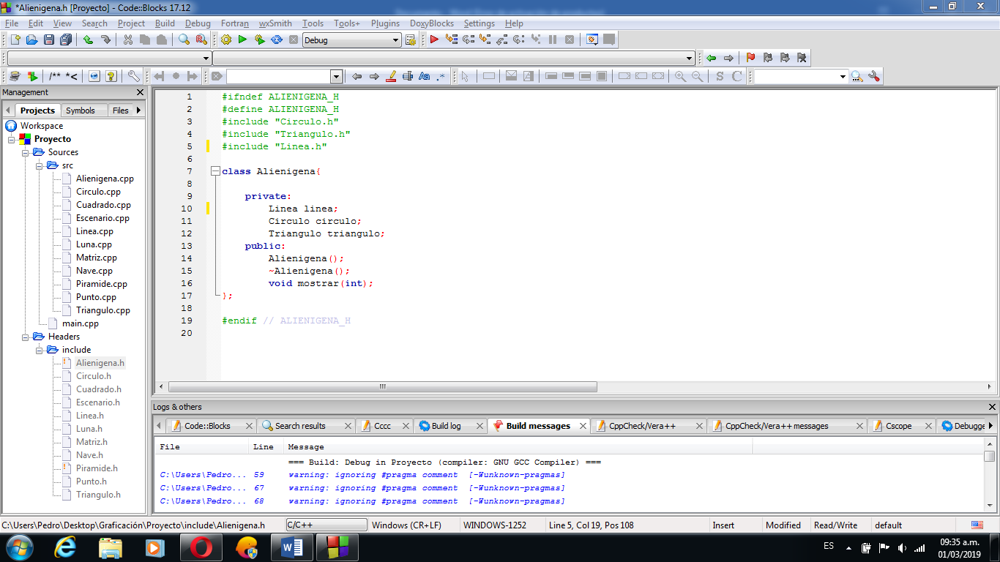 *Alienigena.h [Proyecto] - Code::Blocks 17.12
File Edit View Search Project Build Debug Fortran wxSmith Tools Tools+ Plugins DoxyBlocks Settings Help
Debug
/** *<
Aa .*
S C
Management
Projects Symbols Files
Workspace
Proyecto
Sources
src
Alienigena.cpp
Circulo.cpp
Cuadrado.cpp
Escenario.cpp
Linea.cpp
Luna.cpp
Matriz.cpp
Nave.cpp
Piramide.cpp
Punto.cpp
Triangulo.cpp
main.cpp
Headers
include
Alienigena.h
Circulo.h
Cuadrado.h
Escenario.h
Linea.h
Luna.h
Matriz.h
Nave.h
Piramide.h
Punto.h
Triangulo.h
1 #ifndef ALIENIGENA_H
2 #define ALIENIGENA_H
3 #include "Circulo.h"
4 #include "Triangulo.h"
5 #include "Linea.h"
6
7 class Alienigena{
8
9 private:
10 Linea linea;
11 Circulo circulo;
12 Triangulo triangulo;
13 public:
14 Alienigena();
15 ~Alienigena();
16 void mostrar(int);
17 };
18
19 #endif // ALIENIGENA_H
20
Logs & others
Code::Blocks Search results Cccc Build log Build messages CppCheck/Vera++ CppCheck/Vera++ messages Cscope Debugge
File Line Message
=== Build: Debug in Proyecto (compiler: GNU GCC Compiler) ===
C:\Users\Pedro... 59 warning: ignoring #pragma comment [-Wunknown-pragmas]
C:\Users\Pedro... 67 warning: ignoring #pragma comment [-Wunknown-pragmas]
C:\Users\Pedro... 68 warning: ignoring #pragma comment [-Wunknown-pragmas]
C:\Users\Pedro\Desktop\Graficación\Proyecto\include\Alienigena.h C/C++ Windows (CR+LF) WINDOWS-1252 Line 5, Col 19, Pos 108 Insert Modified Read/Write default
ES
09:35 a.m.
01/03/2019